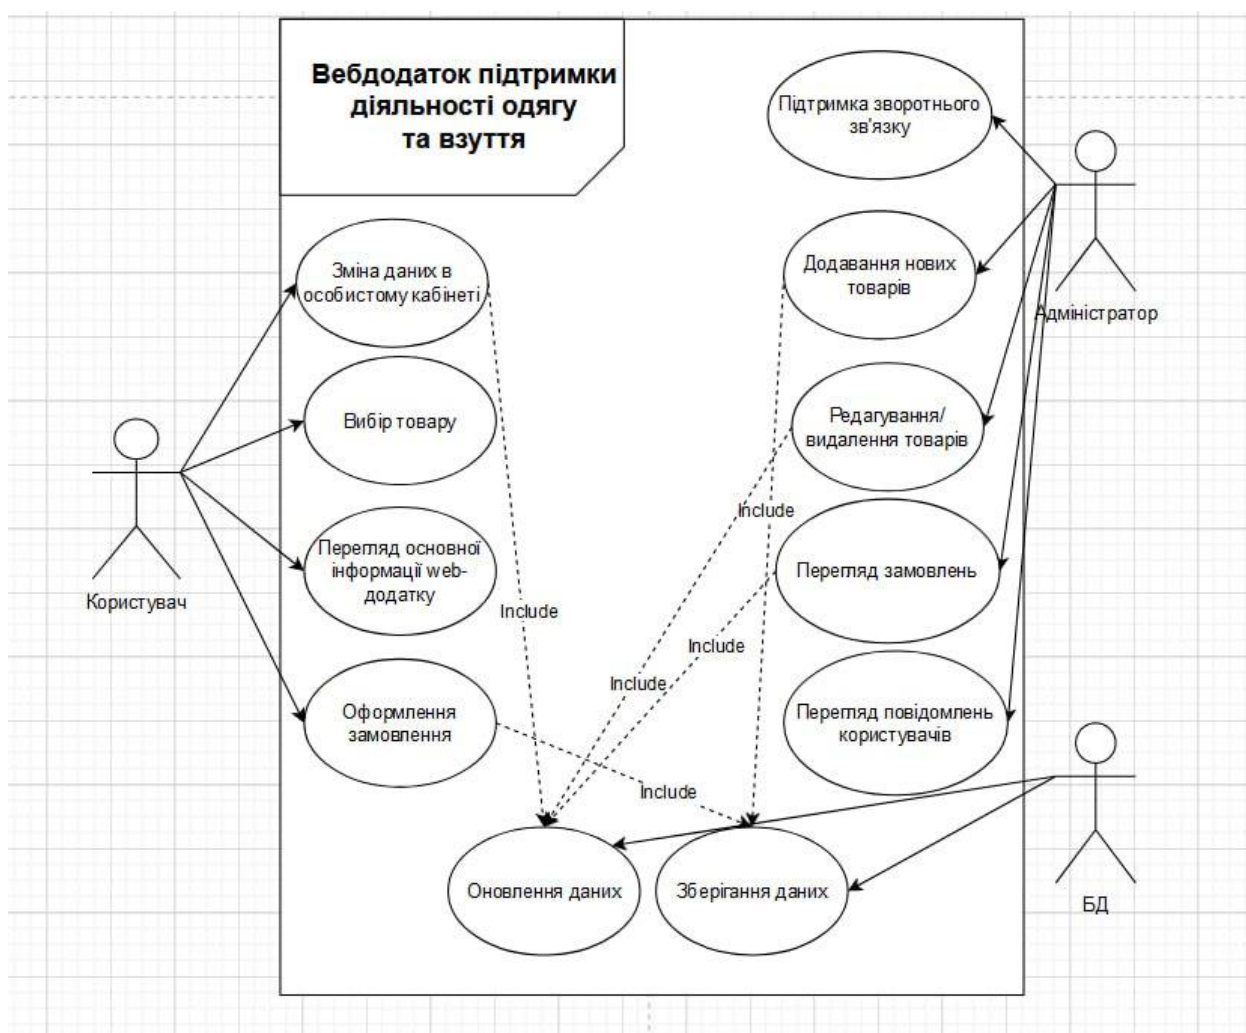 Вебдодаток підтримки
діяльності одягу
та взуття
Підтримка зворотнього
зв'язку
Зміна даних в
особистому кабінеті
Додавання нових
товарів
Адміністратор
Вибір товару
Редагування/
видалення товарів
Include
Перегляд основної
інформації web-
додатку
Перегляд замовлень
Користувач
Include
Include
Include
Оформлення
замовлення
Перегляд повідомлень
користувачів
Include
Оновлення даних
Зберігання даних
БД